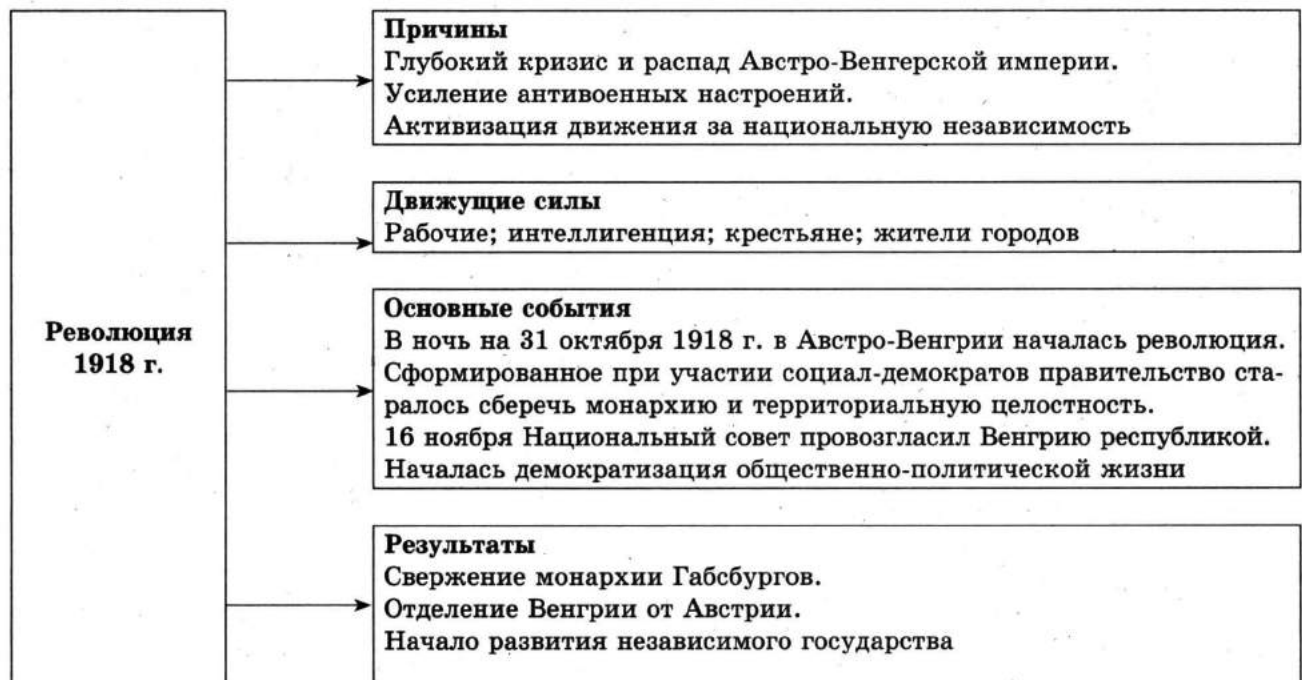 Революция
1918 г.
Причины
Глубокий кризис и распад Австро-Венгерской империи.
Усиление антивоенных настроений.
Активизация движения за национальную независимость
Движущие силы
Рабочие; интеллигенция; крестьяне; жители городов
Основные события
В ночь на 31 октября 1918 г. в Австро-Венгрии началась революция.
Сформированное при участии социал-демократов правительство ста-
ралось сберечь монархию и территориальную целостность.
16 ноября Национальный совет провозгласил Венгрию республикой.
Началась демократизация общественно-политической жизни
Результаты
Свержение монархии Габсбургов.
Отделение Венгрии от Австрии.
Начало развития независимого государства